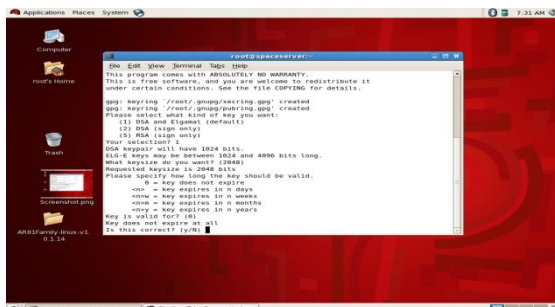 Applications Places System
7:31 AM
Computer
root's Home
Trash
Screenshot.png
AR81Family-linux-v1.
0.1.14
root@spaceserver:~
File Edit View Terminal Tabs Help
This program comes with ABSOLUTELY NO WARRANTY.
This is free software, and you are welcome to redistribute it
under certain conditions. See the file COPYING for details.
gpg: keyring `/root/.gnupg/secring.gpg' created
gpg: keyring `/root/.gnupg/pubring.gpg' created
Please select what kind of key you want:
(1) DSA and Elgamal (default)
(2) DSA (sign only)
(5) RSA (sign only)
Your selection? 1
DSA keypair will have 1024 bits.
ELG-E keys may be between 1024 and 4096 bits long.
What keysize do you want? (2048)
Requested keysize is 2048 bits
Please specify how long the key should be valid.
0 = key does not expire
<n> = key expires in n days
<n>w = key expires in n weeks
<n>m = key expires in n months
<n>y = key expires in n years
Key is valid for? (0)
Key does not expire at all
Is this correct? (y/N)